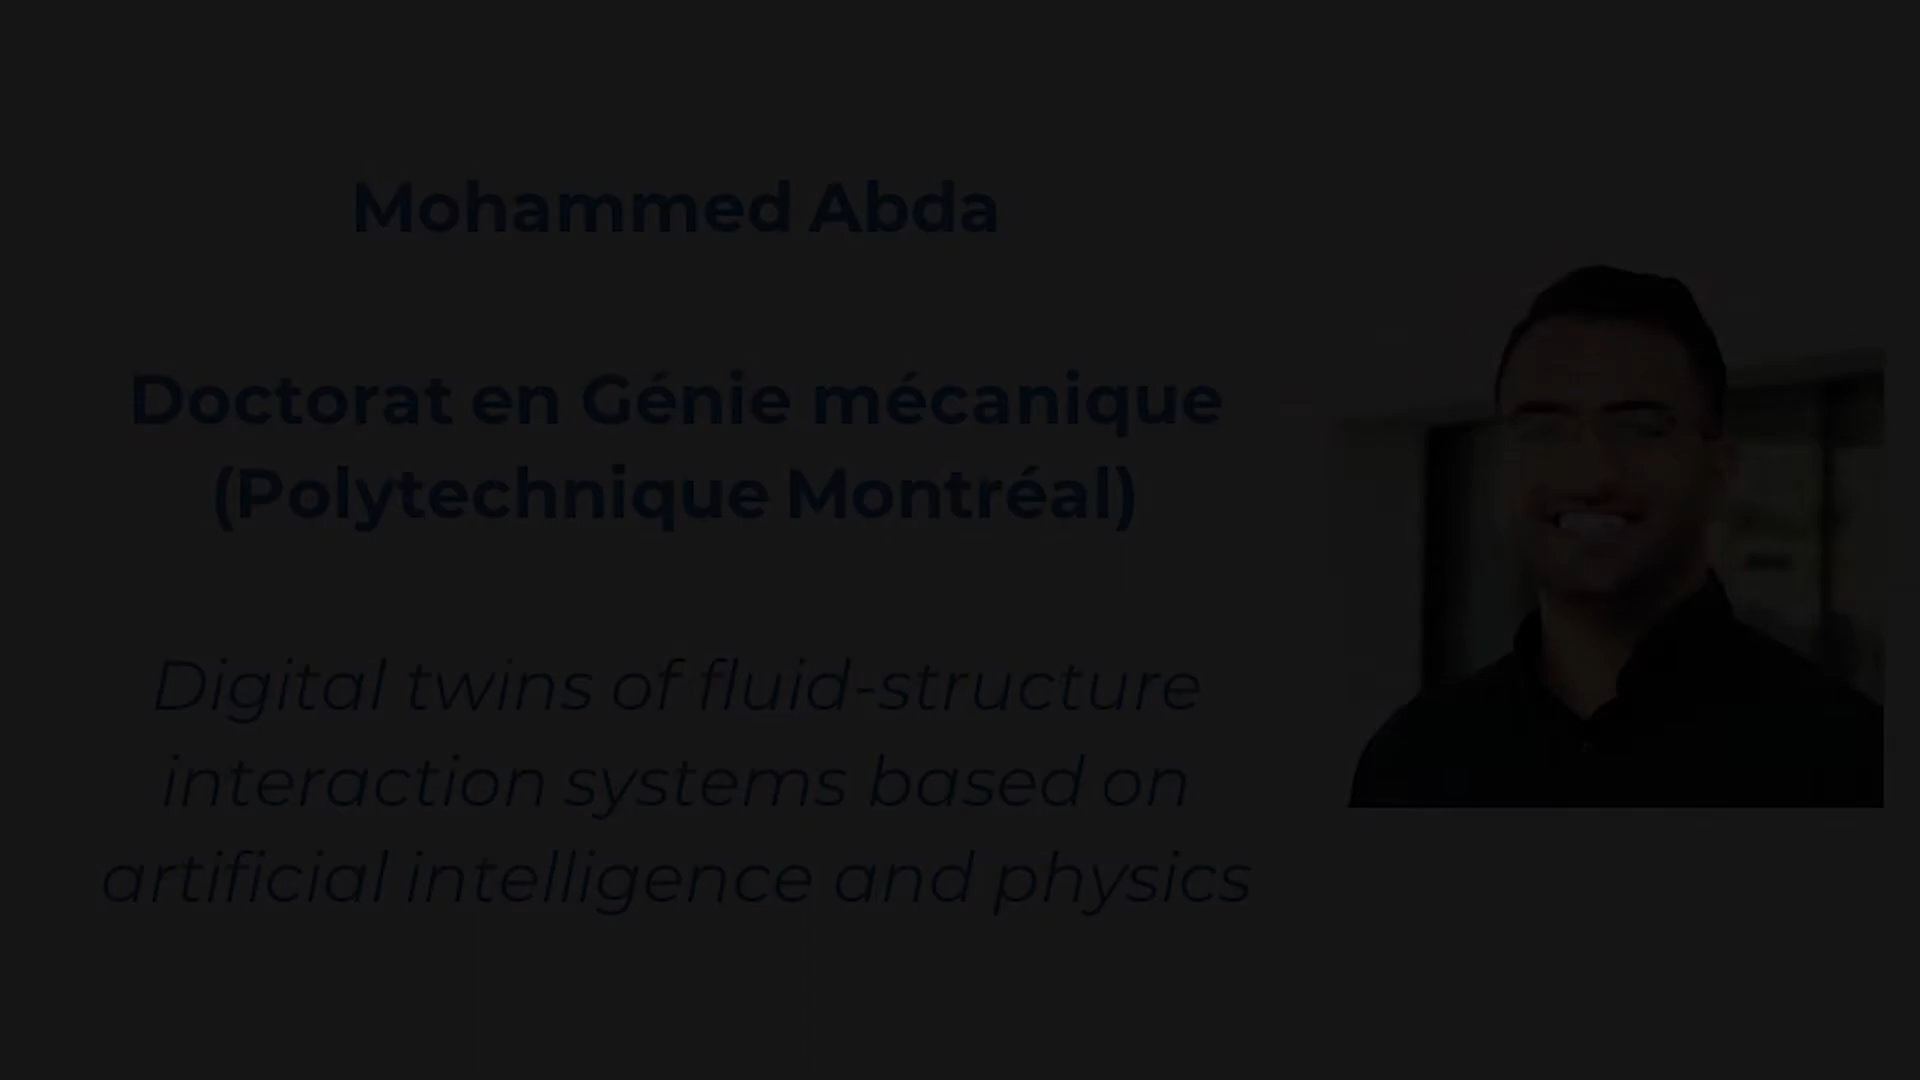 Mohammed Abda
Doctorat en Génie mécanique
(Polytechnique Montréal)
Digital twins of fluid-structure
interaction systems based on
artificial intelligence and physics